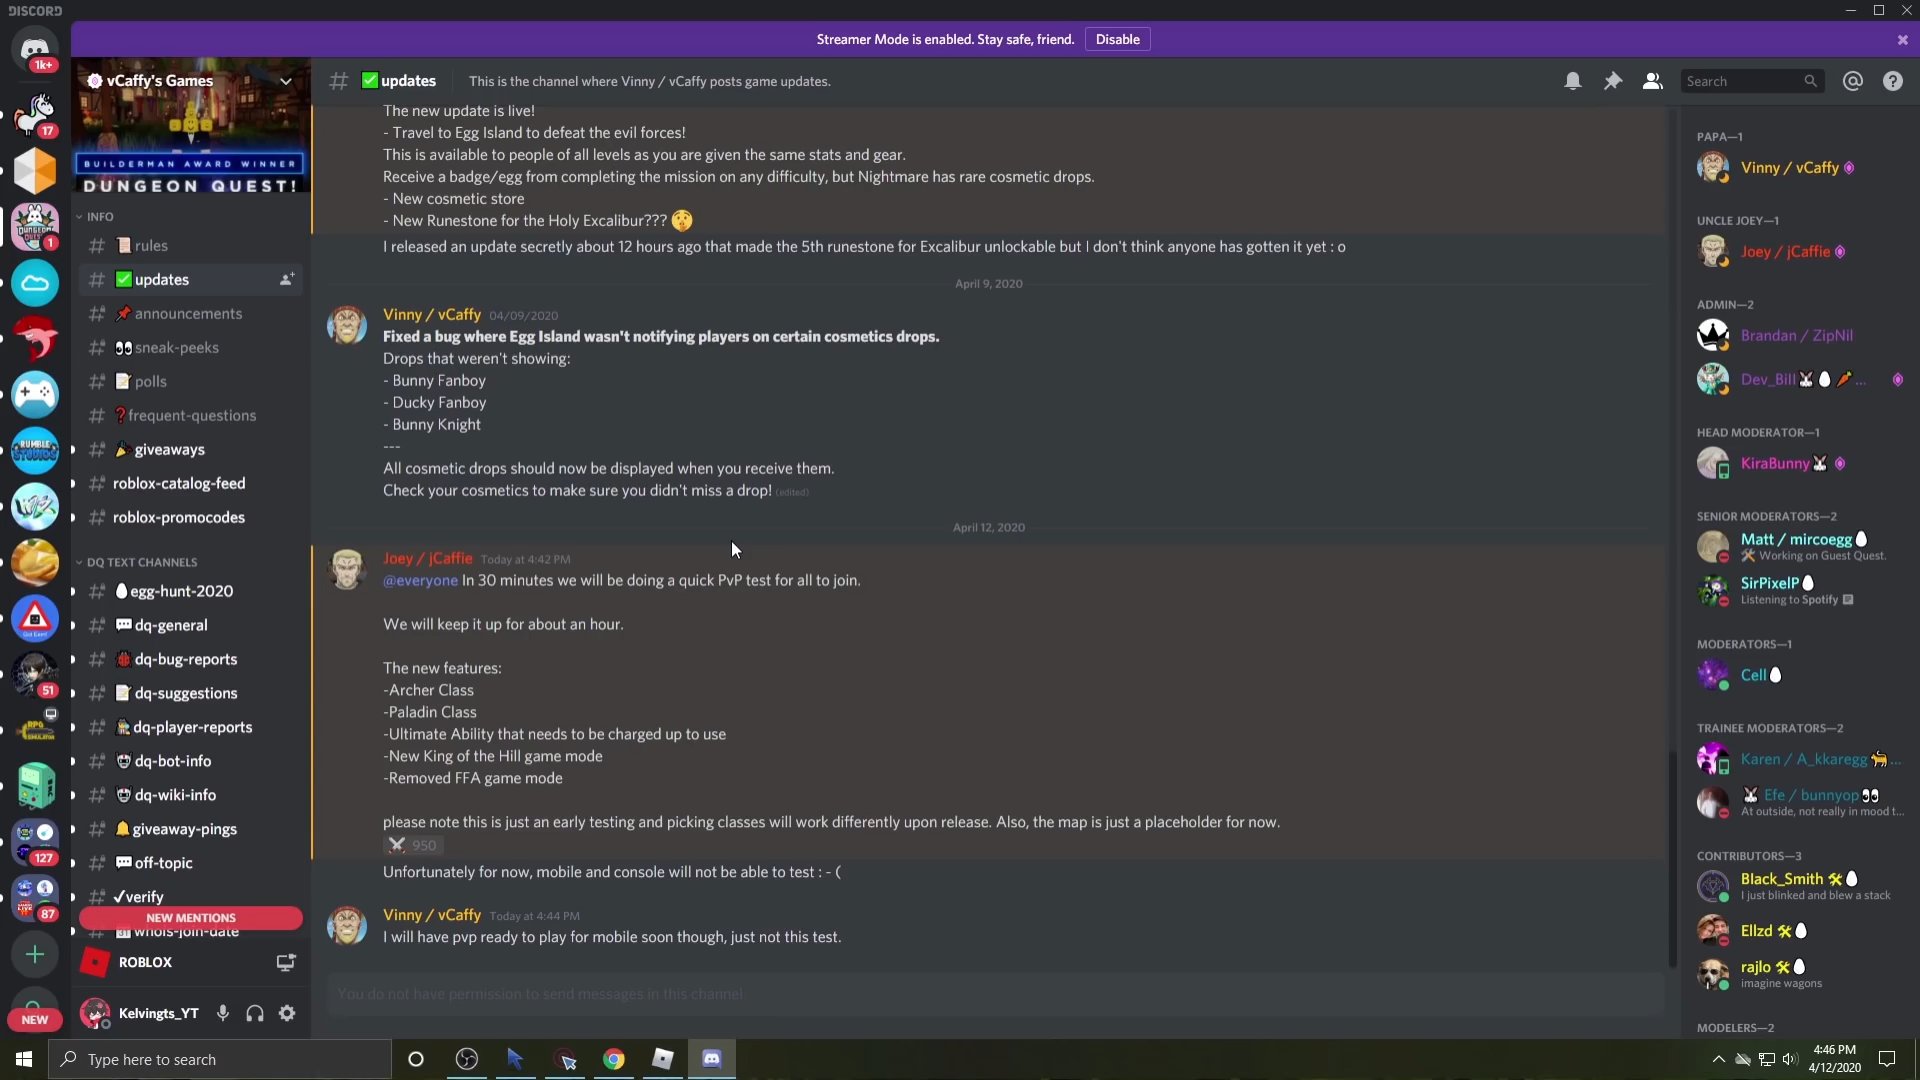 DISCORD
Streamer Mode is enabled. Stay safe, friend.
Disable
1k+
17
1
51
127
87
NEW
vCaffy's Games
BUILDERMAN AWARD WINNER
DUNGEON QUEST!
INFO
rules
updates
announcements
sneak-peeks
polls
frequent-questions
giveaways
roblox-catalog-feed
roblox-promocodes
DQ TEXT CHANNELS
egg-hunt-2020
dq-general
dq-bug-reports
dq-suggestions
dq-player-reports
dq-bot-info
dq-wiki-info
giveaway-pings
off-topic
✓verify
NEW MENTIONS
whois-join-date
ROBLOX
Kelvingts_YT
# ✅updates
This is the channel where Vinny / vCaffy posts game updates.
Search
The new update is live!
- Travel to Egg Island to defeat the evil forces!
This is available to people of all levels as you are given the same stats and gear.
Receive a badge/egg from completing the mission on any difficulty, but Nightmare has rare cosmetic drops.
- New cosmetic store
- New Runestone for the Holy Excalibur??? 🤫
I released an update secretly about 12 hours ago that made the 5th runestone for Excalibur unlockable but I don't think anyone has gotten it yet : o
April 9, 2020
Vinny / vCaffy 04/09/2020
Fixed a bug where Egg Island wasn't notifying players on certain cosmetics drops.
Drops that weren't showing:
- Bunny Fanboy
- Ducky Fanboy
- Bunny Knight
---
All cosmetic drops should now be displayed when you receive them.
Check your cosmetics to make sure you didn't miss a drop! (edited)
April 12, 2020
Joey / jCaffie Today at 4:42 PM
@everyone In 30 minutes we will be doing a quick PvP test for all to join.
We will keep it up for about an hour.
The new features:
-Archer Class
-Paladin Class
-Ultimate Ability that needs to be charged up to use
-New King of the Hill game mode
-Removed FFA game mode
please note this is just an early testing and picking classes will work differently upon release. Also, the map is just a placeholder for now.
⚔ 950
Unfortunately for now, mobile and console will not be able to test : - (
Vinny / vCaffy Today at 4:44 PM
I will have pvp ready to play for mobile soon though, just not this test.
You do not have permission to send messages in this channel.
PAPA—1
Vinny / vCaffy
UNCLE JOEY—1
Joey / jCaffie
ADMIN—2
Brandan / ZipNil
Dev_Bill🐰🥚🥕...
HEAD MODERATOR—1
KiraBunny🐰
SENIOR MODERATORS—2
Matt / mircoegg🥚
🛠 Working on Guest Quest.
SirPixelP🥚
Listening to Spotify
MODERATORS—1
Cell🥚
TRAINEE MODERATORS—2
Karen / A_kkaregg🐈...
🐰 Efe / bunnyop👀
At outside, not really in mood t...
CONTRIBUTORS—3
Black_Smith 🛠🥚
I just blinked and blew a stack
Ellzd 🛠🥚
rajlo 🛠🥚
imagine wagons
MODELERS—2
Type here to search
4:46 PM
4/12/2020